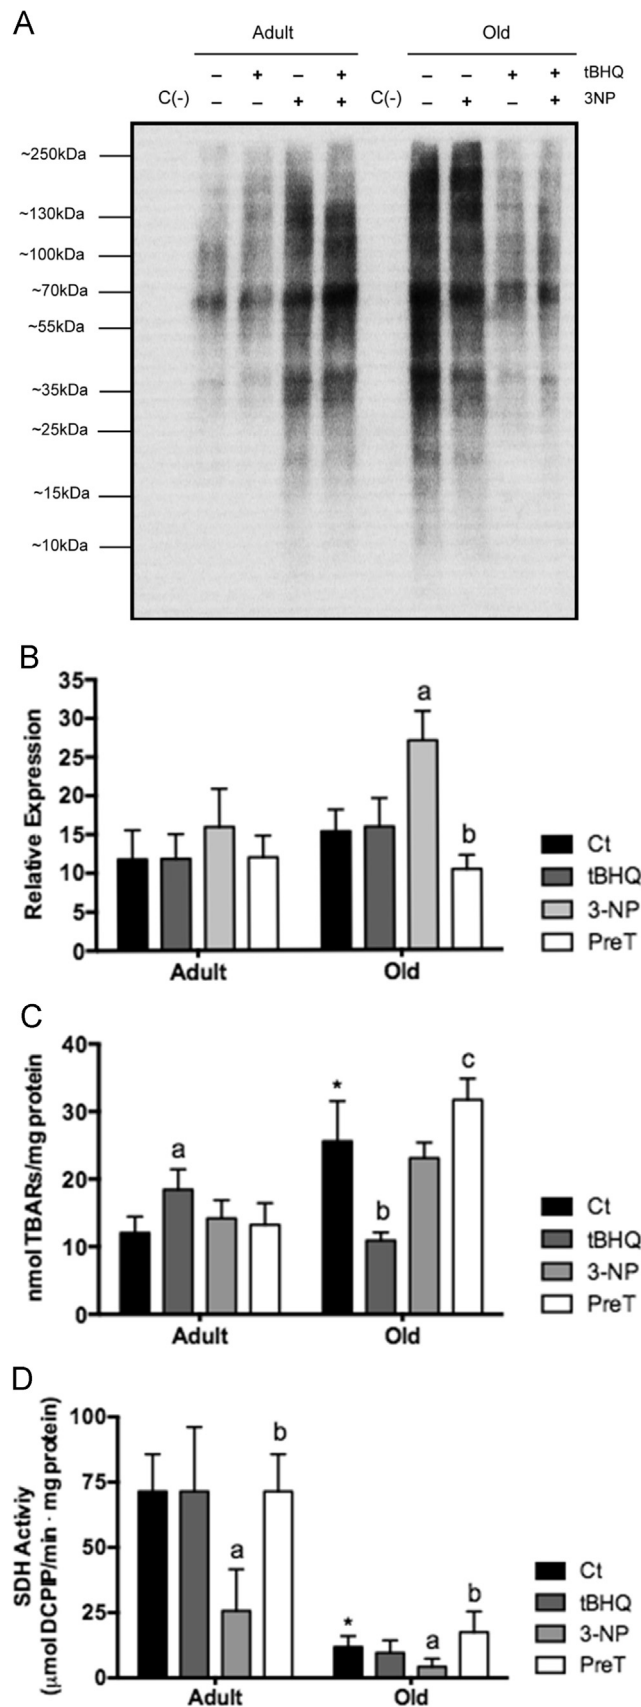 A
Adult Old
– + – + – – + + tBHQ
C(-) – – + + C(-) – + – + 3NP
~250kDa
~130kDa
~100kDa
~70kDa
~55kDa
~35kDa
~25kDa
~15kDa
~10kDa
B
Relative Expression
35
30
25
20
15
10
5
0
a
b
Adult Old
Ct
tBHQ
3-NP
PreT
C
nmol TBARs/mg protein
40
30
20
10
0
a
*
b
c
Adult Old
Ct
tBHQ
3-NP
PreT
D
SDH Activiy
(μmol DCPIP/min · mg protein)
100
75
50
25
0
a
b
*
a
b
Adult Old
Ct
tBHQ
3-NP
PreT